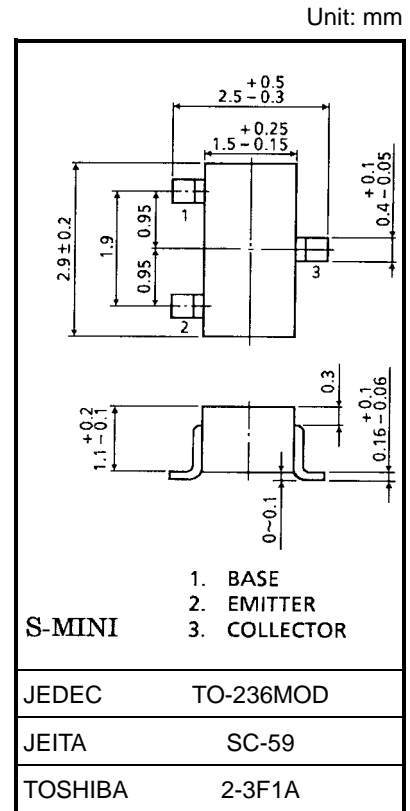 Unit: mm
+ 0.5
2.5 – 0.3
+ 0.25
1.5 – 0.15
+ 0.1
0.4 – 0.05
2.9 ± 0.2
1.9
0.95
0.95
1
2
3
+ 0.2
1.1 – 0.1
0.3
+ 0.1
0.16 – 0.06
0~0.1
1. BASE
2. EMITTER
S-MINI 3. COLLECTOR
JEDEC TO-236MOD
JEITA SC-59
TOSHIBA 2-3F1A